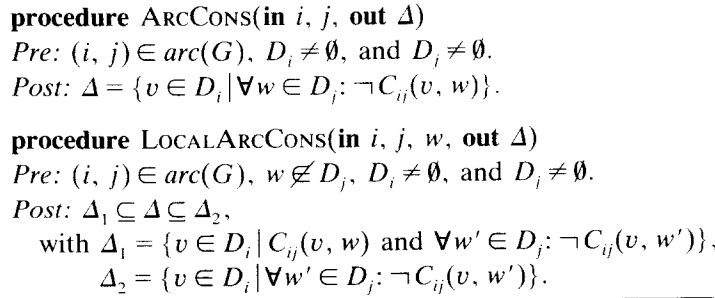 procedure ARCCONS(in i, j, out Δ)
Pre: (i, j) ∈ arc(G), D_i ≠ ∅, and D_j ≠ ∅.
Post: Δ = {v ∈ D_i | ∀w ∈ D_j: ¬C_ij(v, w)}.
procedure LOCALARCCONS(in i, j, w, out Δ)
Pre: (i, j) ∈ arc(G), w ∉ D_j, D_i ≠ ∅, and D_j ≠ ∅.
Post: Δ_1 ⊆ Δ ⊆ Δ_2,
with Δ_1 = {v ∈ D_i | C_ij(v, w) and ∀w' ∈ D_j: ¬C_ij(v, w')},
Δ_2 = {v ∈ D_i | ∀w' ∈ D_j: ¬C_ij(v, w')}.